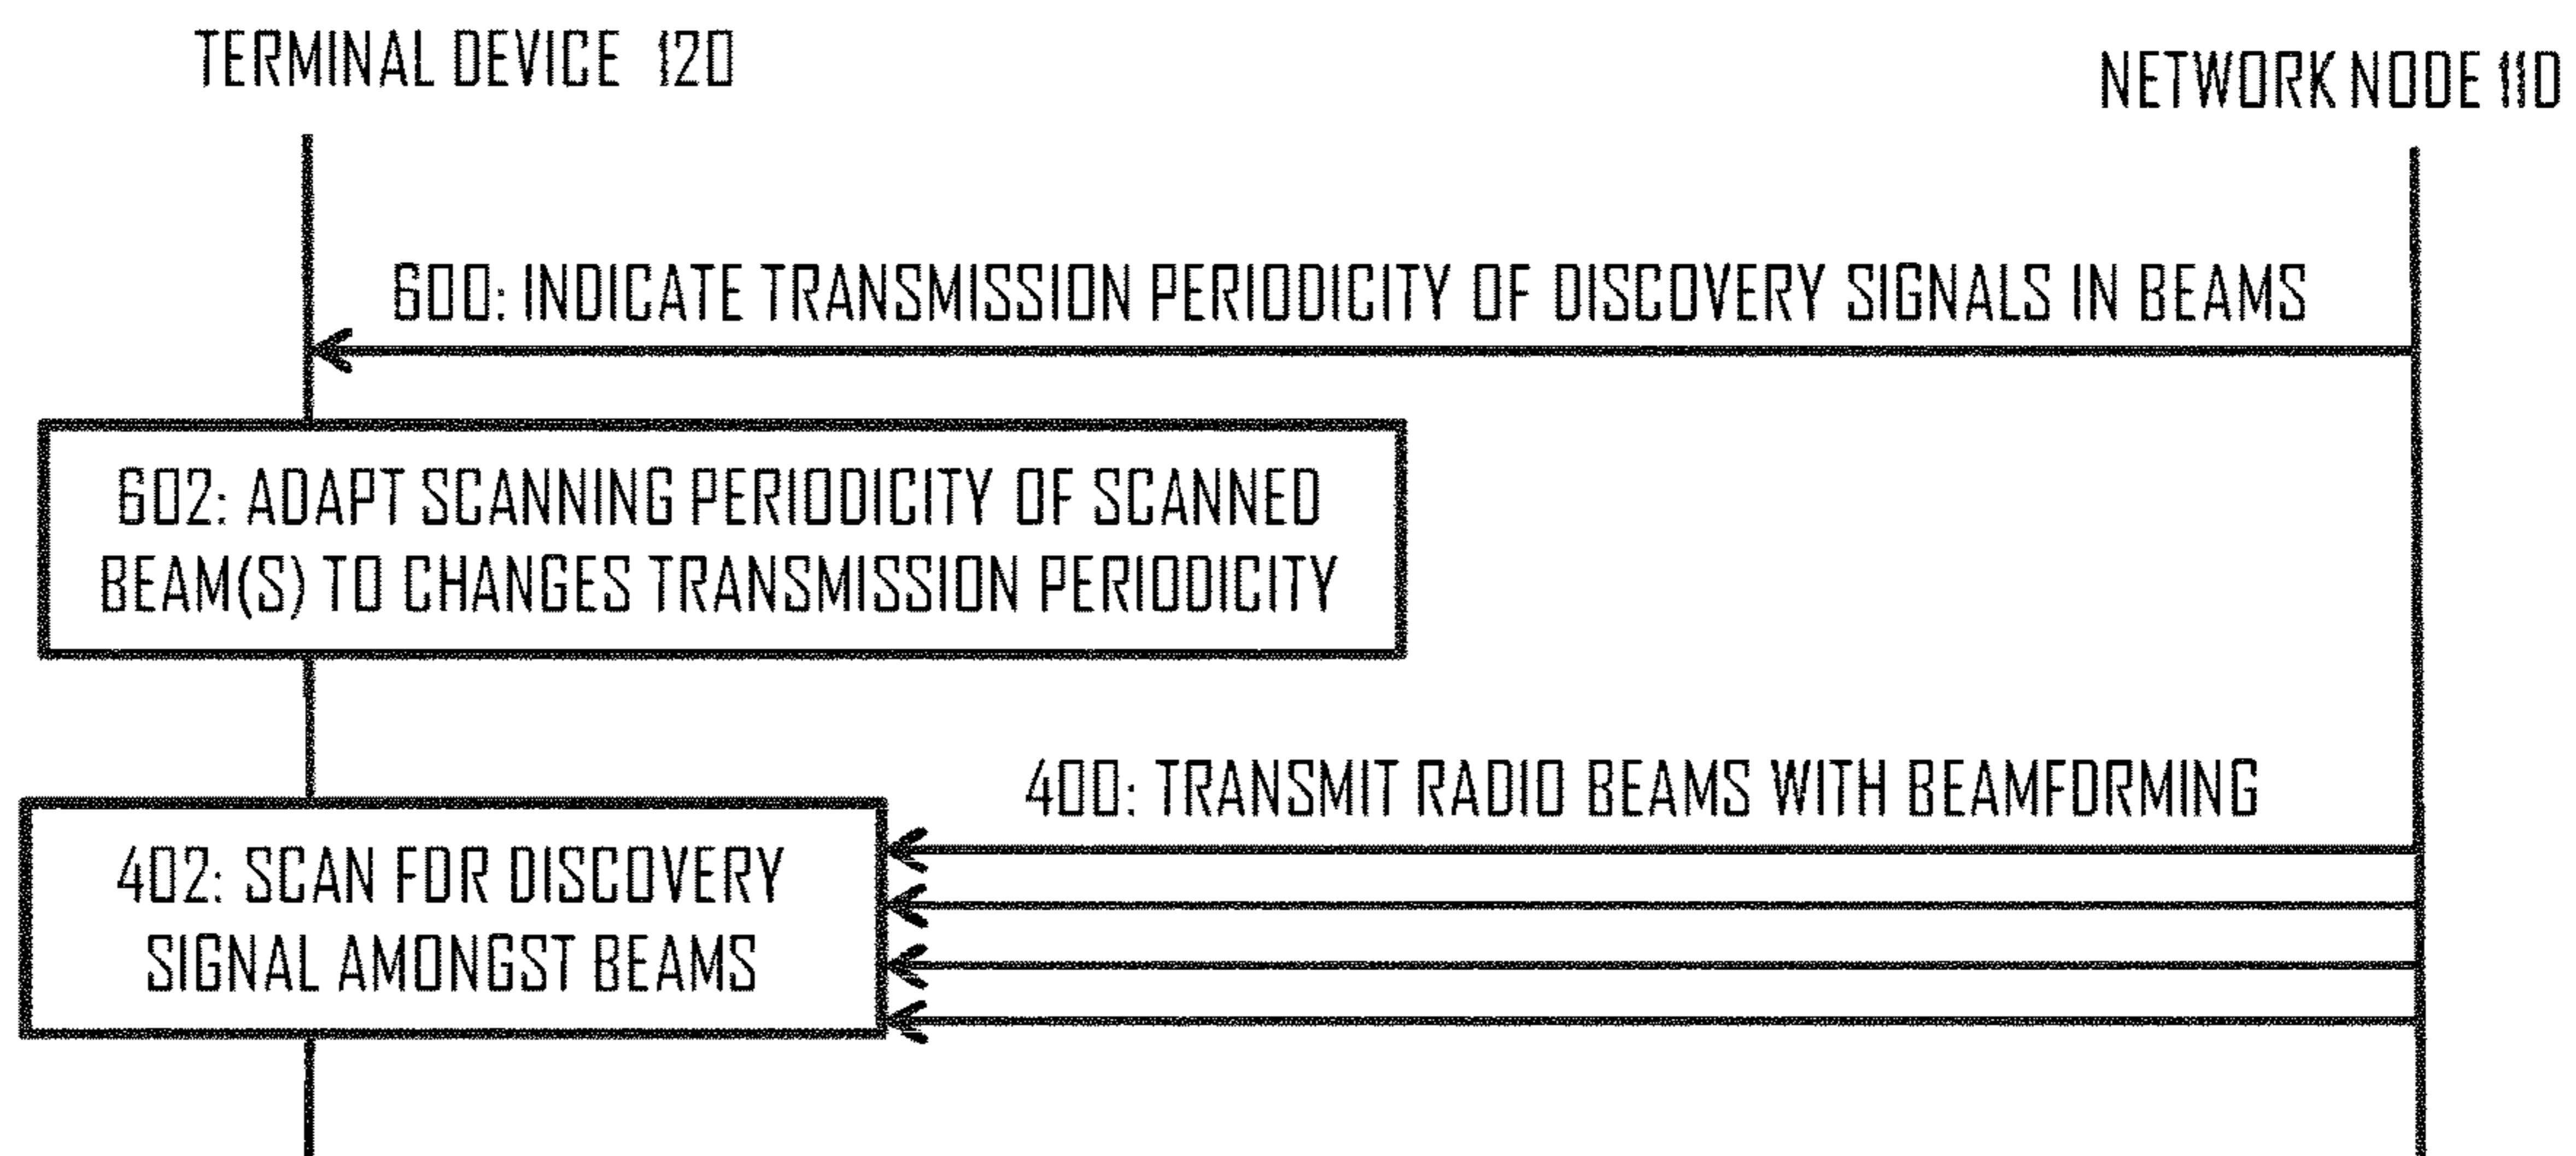 TERMINAL DEVICE 120
NETWORK NODE 110
600: INDICATE TRANSMISSION PERIODICITY OF DISCOVERY SIGNALS IN BEAMS
602: ADAPT SCANNING PERIODICITY OF SCANNED
BEAM(S) TO CHANGES TRANSMISSION PERIODICITY
400: TRANSMIT RADIO BEAMS WITH BEAMFORMING
402: SCAN FOR DISCOVERY
SIGNAL AMONGST BEAMS